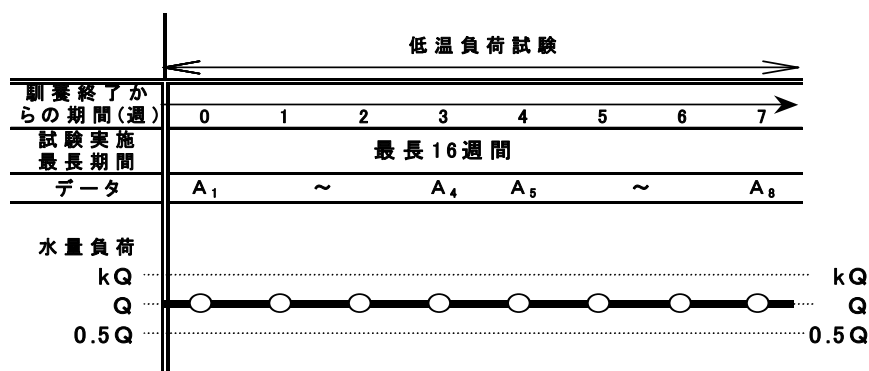 低温負荷試験
馴養終了か
らの期間(週) 0 1 2 3 4 5 6 7
試験実施
最長期間 最長16週間
データ A₁ ～ A₄ A₅ ～ A₈
水量負荷
kQ kQ
Q Q
0.5Q 0.5Q